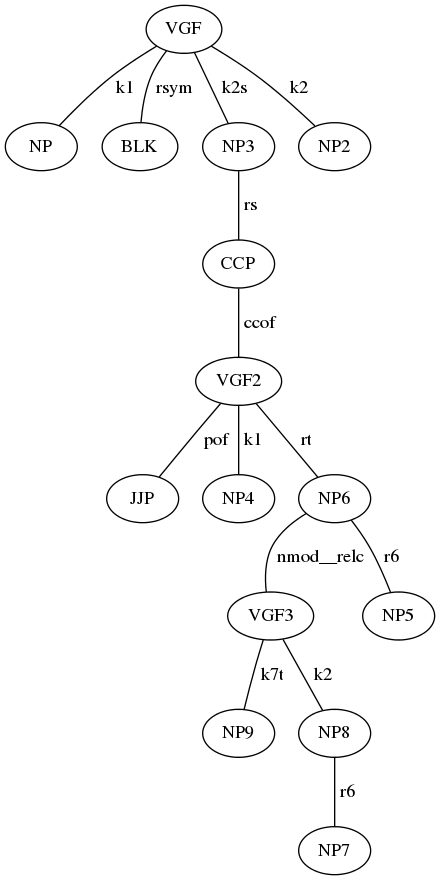 VGF
k1 rsym k2s k2
NP BLK NP3 NP2
rs
CCP
ccof
VGF2
pof k1 rt
JJP NP4 NP6
nmod__relc r6
VGF3 NP5
k7t k2
NP9 NP8
r6
NP7